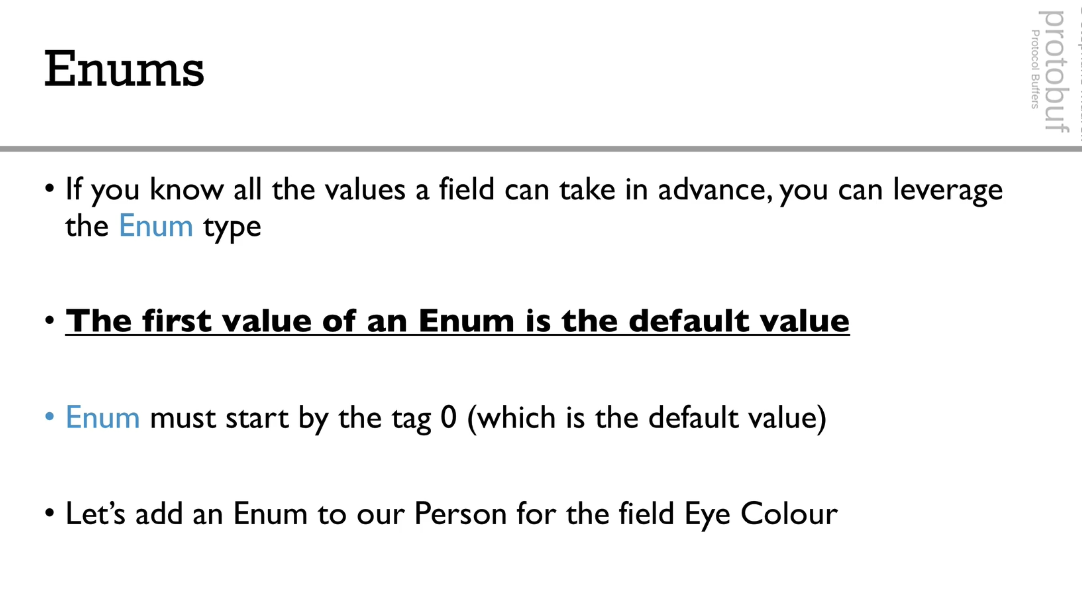 Enums
protobuf
Protocol Buffers
• If you know all the values a field can take in advance, you can leverage
the Enum type
• The first value of an Enum is the default value
• Enum must start by the tag 0 (which is the default value)
• Let’s add an Enum to our Person for the field Eye Colour